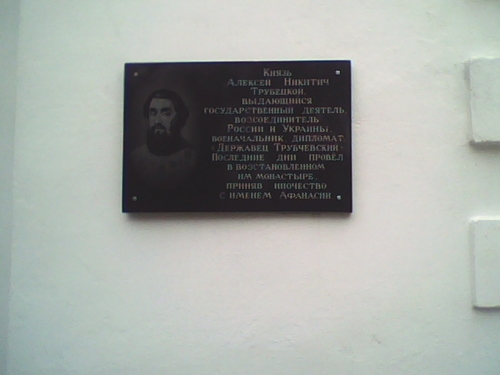 Князь
Алексей Никитич
Трубецкой,
выдающийся
государственный деятель,
воссоединитель
России и Украины,
военачальник, дипломат,
«Державец Трубчевский»
Последние дни провел
в восстановленном
им монастыре,
приняв иночество
с именем Афанасий